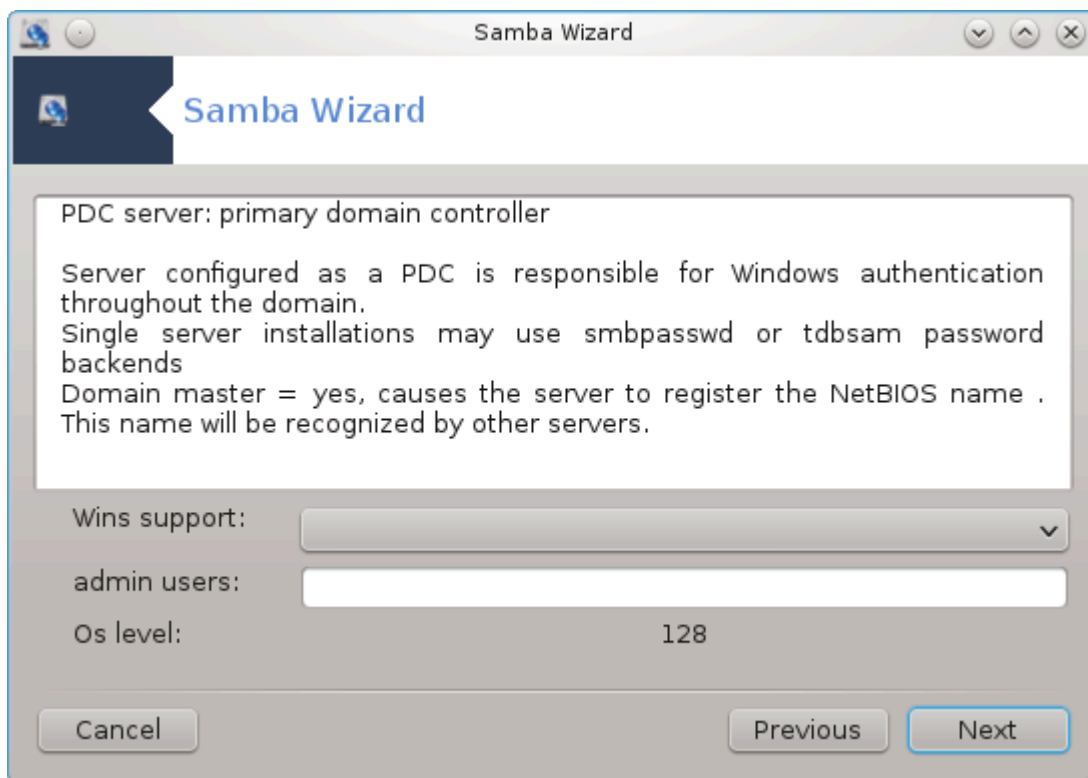 Samba Wizard
Samba Wizard
PDC server: primary domain controller
Server configured as a PDC is responsible for Windows authentication
throughout the domain.
Single server installations may use smbpasswd or tdbsam password
backends
Domain master = yes, causes the server to register the NetBIOS name .
This name will be recognized by other servers.
Wins support:
admin users:
Os level: 128
Cancel Previous Next